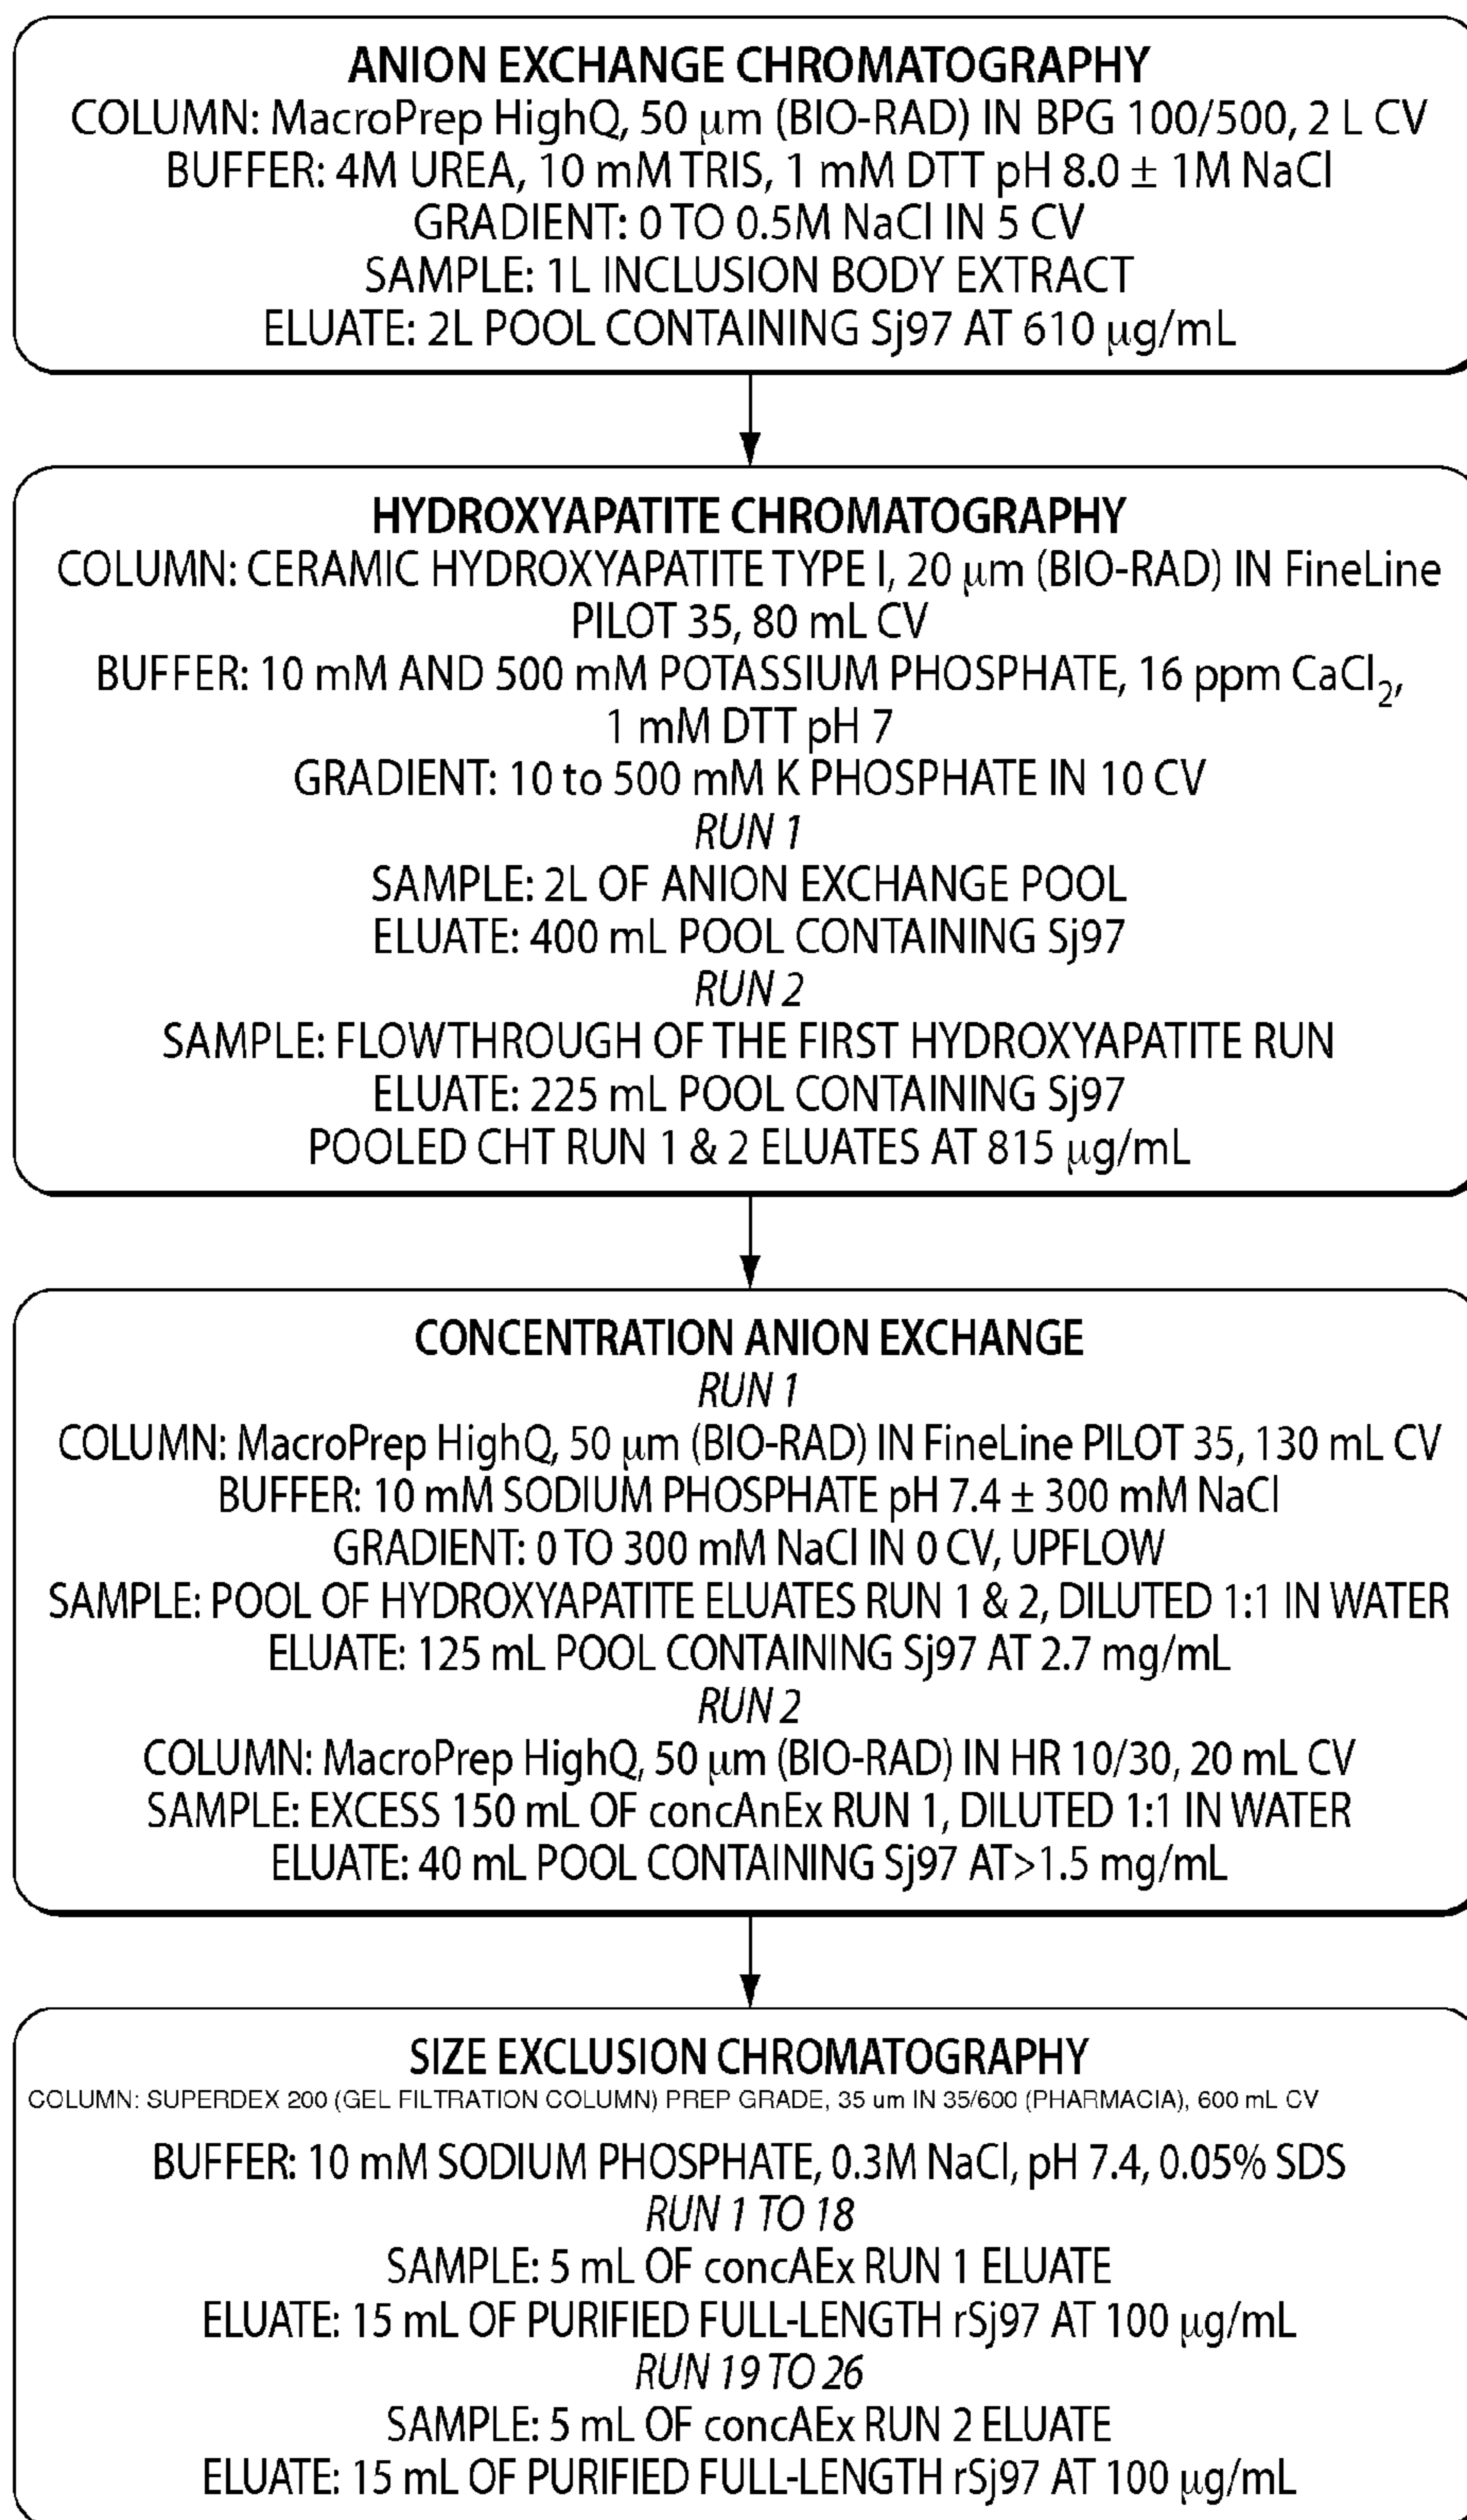 ANION EXCHANGE CHROMATOGRAPHY
COLUMN: MacroPrep HighQ, 50 μm (BIO-RAD) IN BPG 100/500, 2 L CV
BUFFER: 4M UREA, 10 mM TRIS, 1 mM DTT pH 8.0 ± 1M NaCl
GRADIENT: 0 TO 0.5M NaCl IN 5 CV
SAMPLE: 1L INCLUSION BODY EXTRACT
ELUATE: 2L POOL CONTAINING Sj97 AT 610 μg/mL
HYDROXYAPATITE CHROMATOGRAPHY
COLUMN: CERAMIC HYDROXYAPATITE TYPE I, 20 μm (BIO-RAD) IN FineLine
PILOT 35, 80 mL CV
BUFFER: 10 mM AND 500 mM POTASSIUM PHOSPHATE, 16 ppm CaCl₂,
1 mM DTT pH 7
GRADIENT: 10 to 500 mM K PHOSPHATE IN 10 CV
RUN 1
SAMPLE: 2L OF ANION EXCHANGE POOL
ELUATE: 400 mL POOL CONTAINING Sj97
RUN 2
SAMPLE: FLOWTHROUGH OF THE FIRST HYDROXYAPATITE RUN
ELUATE: 225 mL POOL CONTAINING Sj97
POOLED CHT RUN 1 & 2 ELUATES AT 815 μg/mL
CONCENTRATION ANION EXCHANGE
RUN 1
COLUMN: MacroPrep HighQ, 50 μm (BIO-RAD) IN FineLine PILOT 35, 130 mL CV
BUFFER: 10 mM SODIUM PHOSPHATE pH 7.4 ± 300 mM NaCl
GRADIENT: 0 TO 300 mM NaCl IN 0 CV, UPFLOW
SAMPLE: POOL OF HYDROXYAPATITE ELUATES RUN 1 & 2, DILUTED 1:1 IN WATER
ELUATE: 125 mL POOL CONTAINING Sj97 AT 2.7 mg/mL
RUN 2
COLUMN: MacroPrep HighQ, 50 μm (BIO-RAD) IN HR 10/30, 20 mL CV
SAMPLE: EXCESS 150 mL OF concAnEx RUN 1, DILUTED 1:1 IN WATER
ELUATE: 40 mL POOL CONTAINING Sj97 AT>1.5 mg/mL
SIZE EXCLUSION CHROMATOGRAPHY
COLUMN: SUPERDEX 200 (GEL FILTRATION COLUMN) PREP GRADE, 35 um IN 35/600 (PHARMACIA), 600 mL CV
BUFFER: 10 mM SODIUM PHOSPHATE, 0.3M NaCl, pH 7.4, 0.05% SDS
RUN 1 TO 18
SAMPLE: 5 mL OF concAEx RUN 1 ELUATE
ELUATE: 15 mL OF PURIFIED FULL-LENGTH rSj97 AT 100 μg/mL
RUN 19 TO 26
SAMPLE: 5 mL OF concAEx RUN 2 ELUATE
ELUATE: 15 mL OF PURIFIED FULL-LENGTH rSj97 AT 100 μg/mL